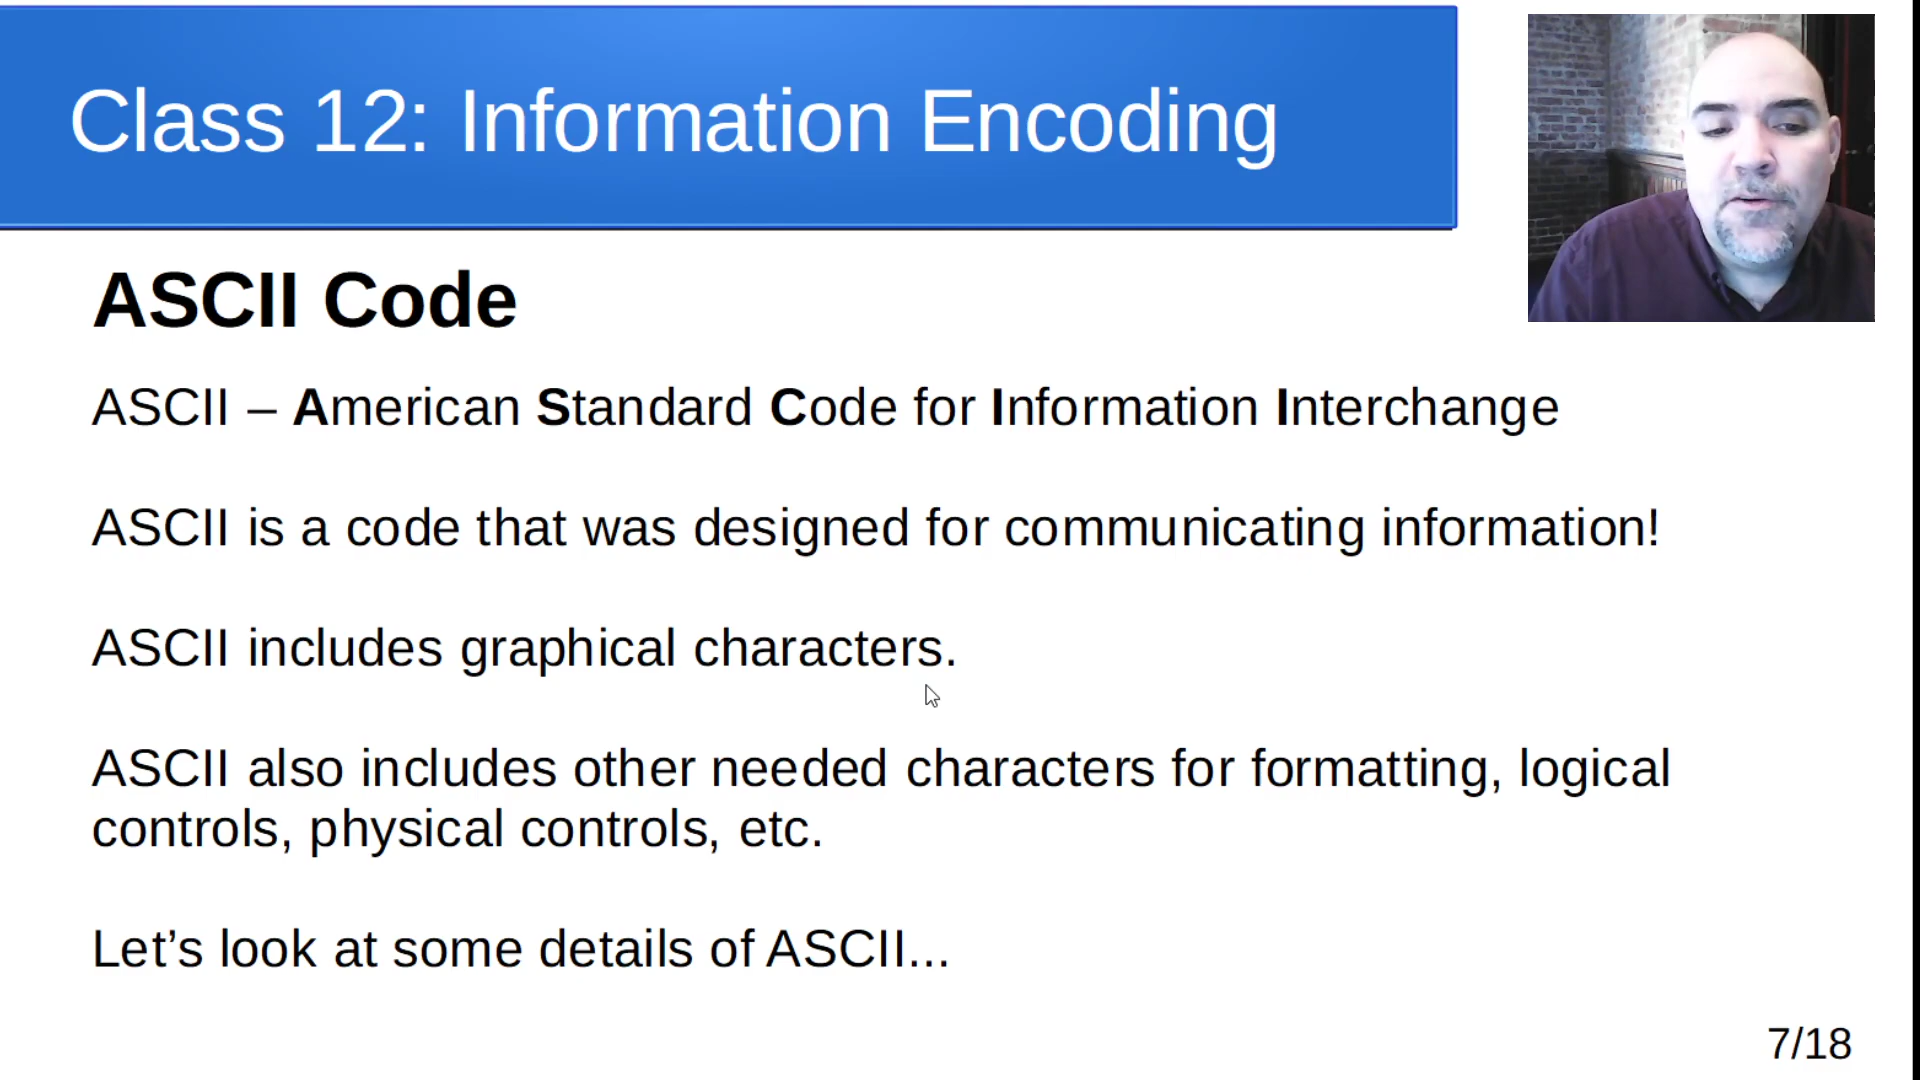 Class 12: Information Encoding
ASCII Code
ASCII – American Standard Code for Information Interchange
ASCII is a code that was designed for communicating information!
ASCII includes graphical characters.
ASCII also includes other needed characters for formatting, logical
controls, physical controls, etc.
Let’s look at some details of ASCII...
7/18